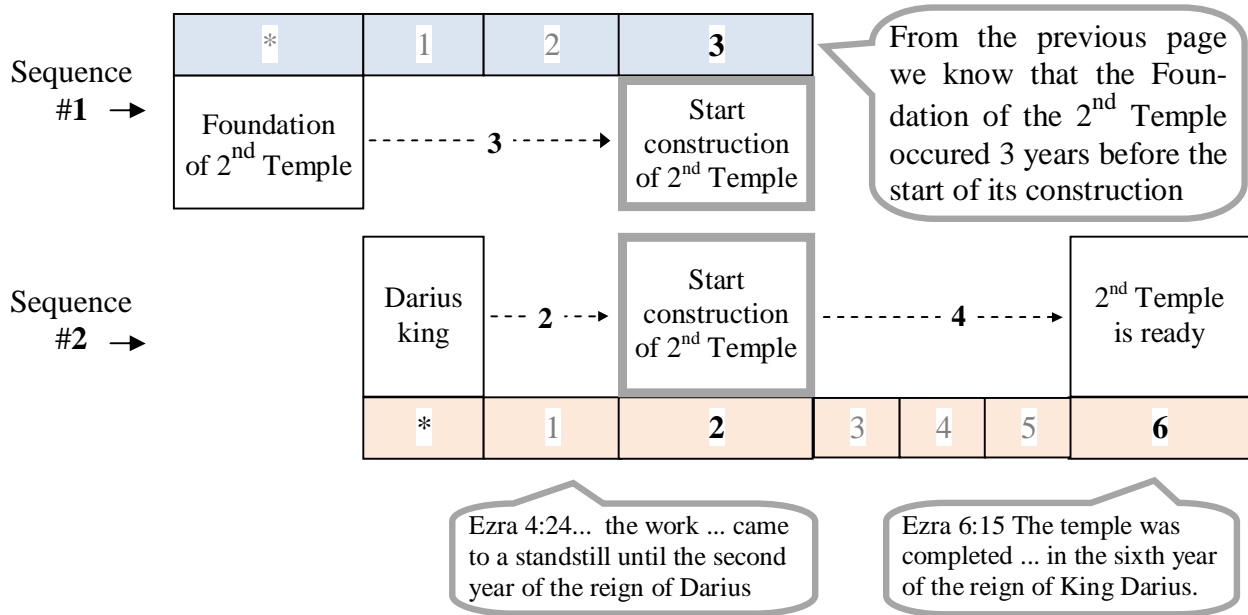 * 1 2 3
Sequence
#1
Foundation
of 2nd Temple
3
Start
construction
of 2nd Temple
From the previous page
we know that the Foun-
dation of the 2nd Temple
occured 3 years before the
start of its construction
Sequence
#2
Darius
king
2
Start
construction
of 2nd Temple
4
2nd Temple
is ready
* 1 2 3 4 5 6
Ezra 4:24... the work ... came
to a standstill until the second
year of the reign of Darius
Ezra 6:15 The temple was
completed ... in the sixth year
of the reign of King Darius.